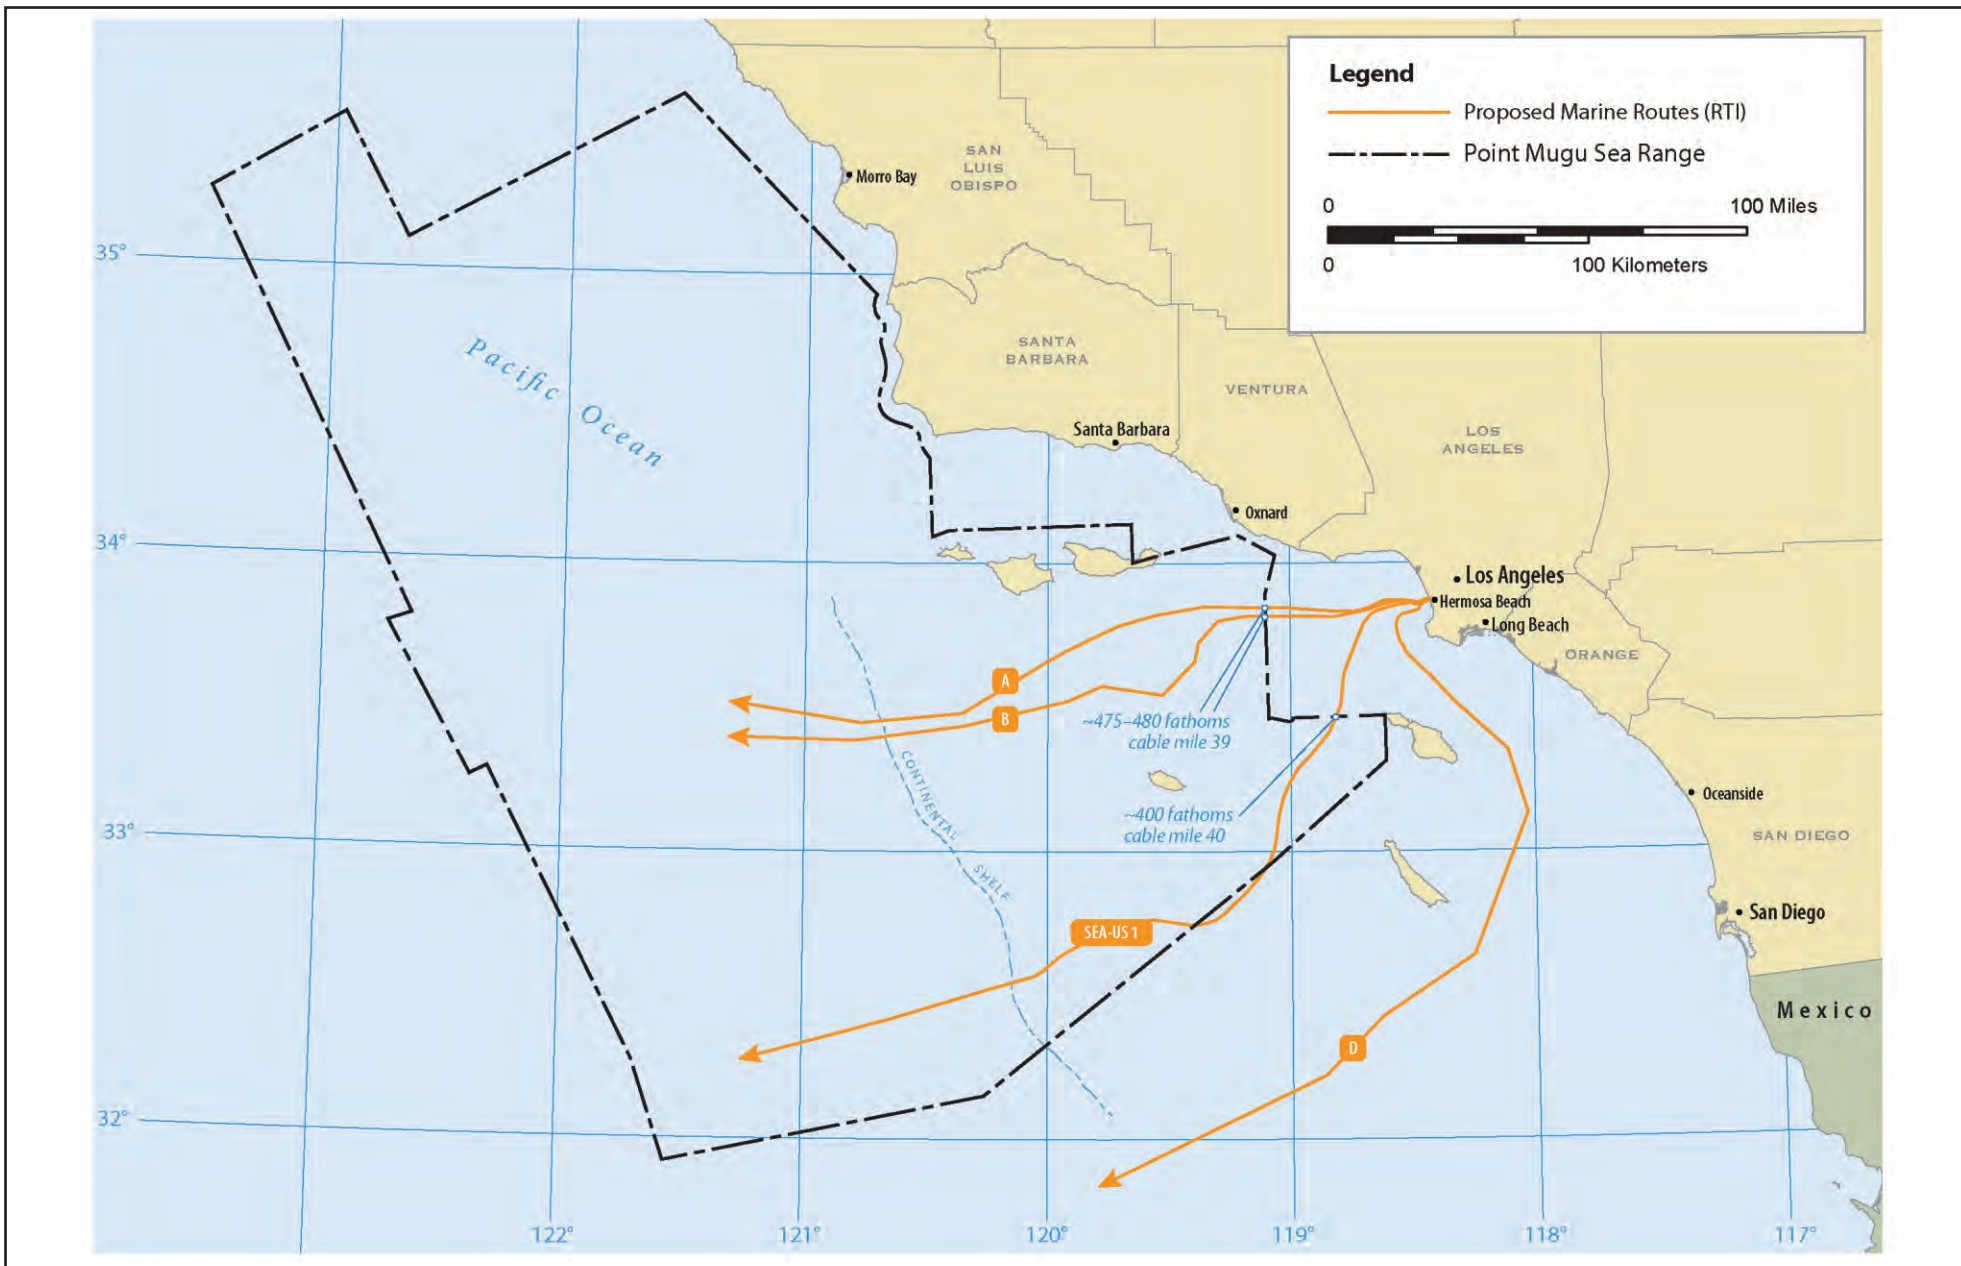 Legend
Proposed Marine Routes (RTI)
Point Mugu Sea Range
0
100 Miles
0
100 Kilometers
SAN
LUIS
OBISPO
Morro Bay
35°
Pacific Ocean
SANTA
BARBARA
VENTURA
Santa Barbara
LOS
ANGELES
Oxnard
34°
Los Angeles
Hermosa Beach
Long Beach
ORANGE
A
B
~475–480 fathoms
cable mile 39
CONTINENTAL
SHELF
~400 fathoms
cable mile 40
Oceanside
33°
SAN DIEGO
San Diego
SEA-US 1
Mexico
D
32°
122°
121°
120°
119°
118°
117°